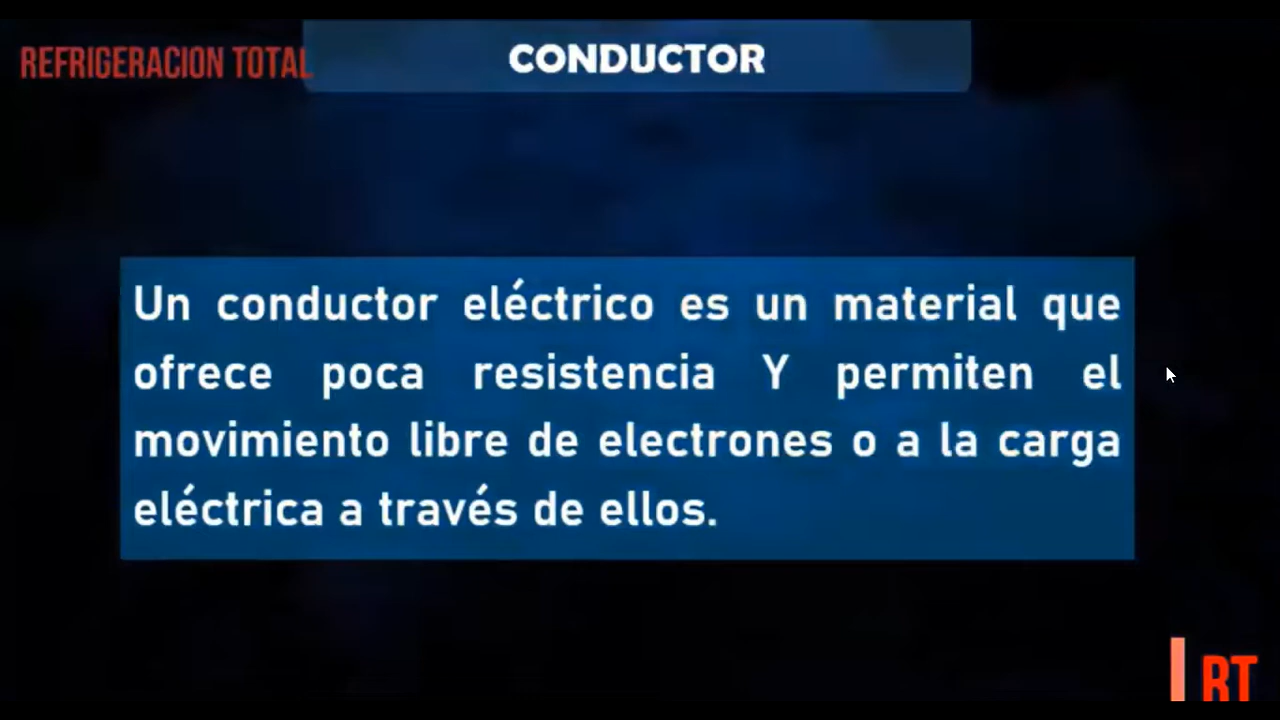 REFRIGERACION TOTAL
CONDUCTOR
Un conductor eléctrico es un material que
ofrece poca resistencia Y permiten el
movimiento libre de electrones o a la carga
eléctrica a través de ellos.
RT